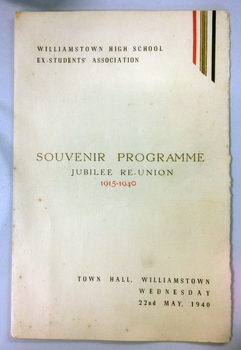 WILLIAMSTOWN HIGH SCHOOL
EX-STUDENTS' ASSOCIATION
SOUVENIR PROGRAMME
JUBILEE RE-UNION
1915-1940
TOWN HALL, WILLIAMSTOWN
WEDNESDAY
22nd MAY, 1940